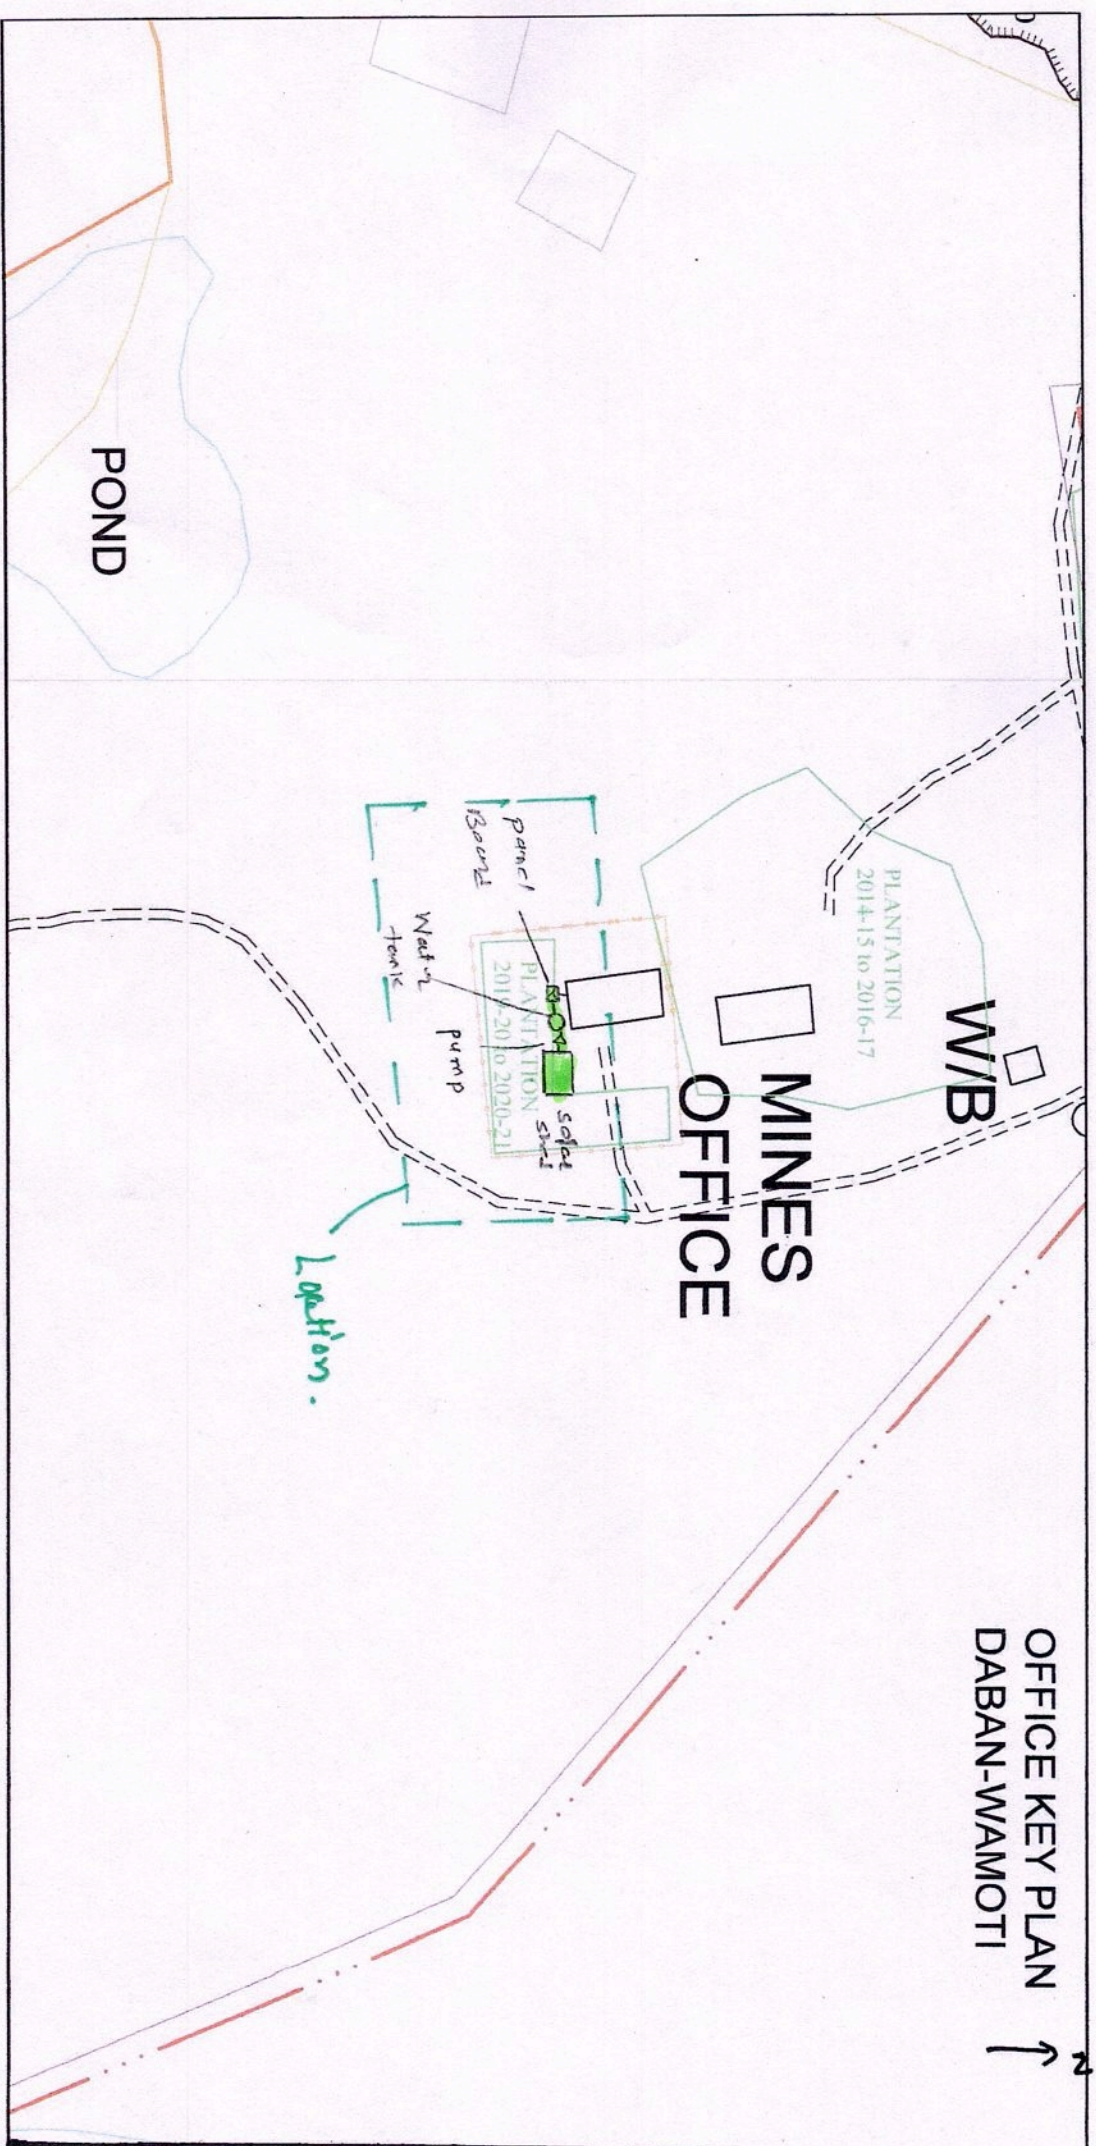 OFFICE KEY PLAN
DABAN-WAMOTI
N
W/B
PLANTATION
2014-15 to 2016-17
MINES
OFFICE
PLANTATION
2019-20 to 2020-21
panel
Board
Water
tank
pump
solar
shed
Location.
POND